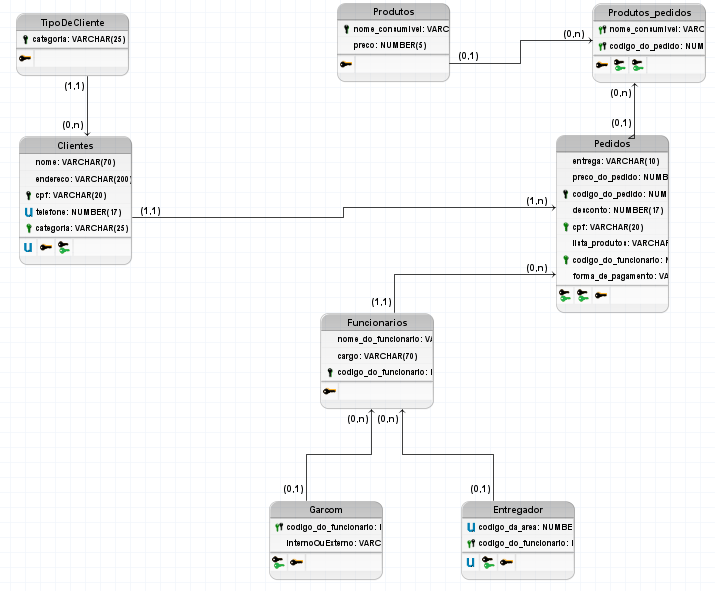 TipoDeCliente
categoria: VARCHAR(25)
(1,1)
(0,n)
Clientes
nome: VARCHAR(70)
endereco: VARCHAR(200)
cpf: VARCHAR(20)
telefone: NUMBER(17)
categoria: VARCHAR(25)
(1,1)
(1,n)
Produtos
nome_consumivel: VARC
preco: NUMBER(5)
(0,1)
(0,n)
Produtos_pedidos
nome_consumivel: VARC
codigo_do_pedido: NUM
(0,n)
(0,1)
Pedidos
entrega: VARCHAR(10)
preco_do_pedido: NUMB
codigo_do_pedido: NUM
desconto: NUMBER(17)
cpf: VARCHAR(20)
lista_produtos: VARCHAR
codigo_do_funcionario:
forma_de_pagamento: VA
(0,n)
(1,1)
Funcionarios
nome_do_funcionario: VA
cargo: VARCHAR(70)
codigo_do_funcionario:
(0,n)
(0,n)
(0,1)
(0,1)
Garcom
codigo_do_funcionario:
InternoOuExterno: VARC
Entregador
codigo_da_area: NUMBE
codigo_do_funcionario: